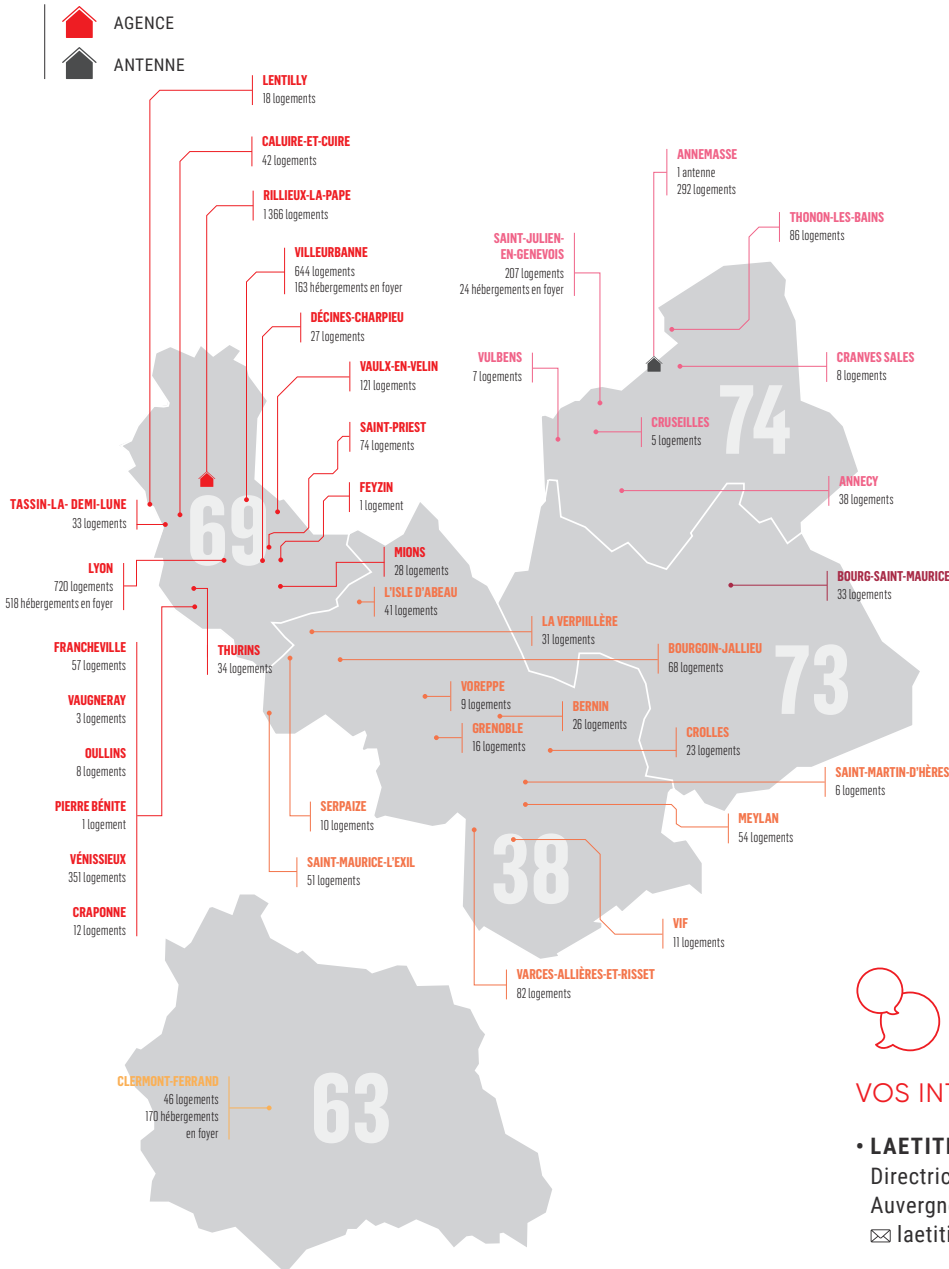 AGENCE
ANTENNE
LENTILLY
18 logements
CALUIRE-ET-CUIRE
42 logements
RILLIEUX-LA-PAPE
1 366 logements
VILLEURBANNE
644 logements
163 hébergements en foyer
DÉCINES-CHARPIEU
27 logements
VAULX-EN-VELIN
121 logements
SAINT-PRIEST
74 logements
FEYZIN
1 logement
MIONS
28 logements
TASSIN-LA- DEMI-LUNE
33 logements
LYON
720 logements
518 hébergements en foyer
THURINS
34 logements
FRANCHEVILLE
57 logements
VAUGNERAY
3 logements
OULLINS
8 logements
PIERRE BÉNITE
1 logement
VÉNISSIEUX
351 logements
CRAPONNE
12 logements
69
ANNEMASSE
1 antenne
292 logements
THONON-LES-BAINS
86 logements
SAINT-JULIEN-
EN-GENEVOIS
207 logements
24 hébergements en foyer
VULBENS
7 logements
CRANVES SALES
8 logements
CRUSEILLES
5 logements
ANNECY
38 logements
74
BOURG-SAINT-MAURICE
33 logements
73
L'ISLE D'ABEAU
41 logements
LA VERPILLÈRE
31 logements
BOURGOIN-JALLIEU
68 logements
VOREPPE
9 logements
BERNIN
26 logements
GRENOBLE
16 logements
CROLLES
23 logements
SAINT-MARTIN-D'HÈRES
6 logements
MEYLAN
54 logements
SERPAIZE
10 logements
SAINT-MAURICE-L'EXIL
51 logements
38
VIF
11 logements
VARCES-ALLIÈRES-ET-RISSET
82 logements
CLERMONT-FERRAND
46 logements
170 hébergements
en foyer
63
VOS INT
• LAETITI
Directric
Auvergn
laetiti